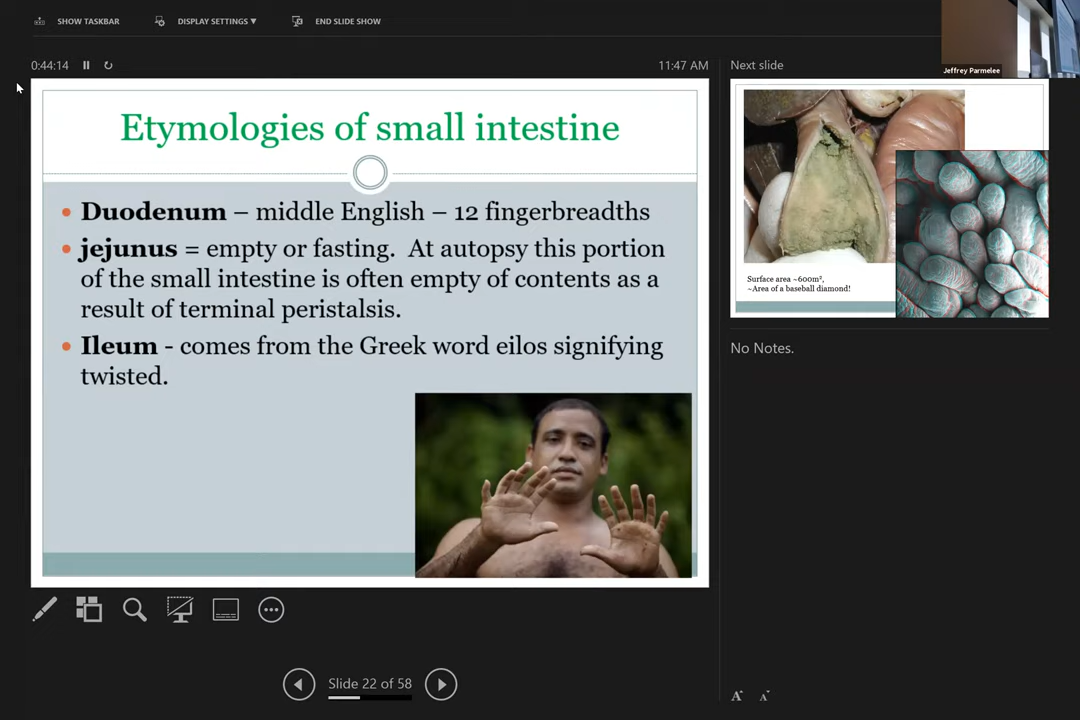 SHOW TASKBAR
DISPLAY SETTINGS ▼
END SLIDE SHOW
Jeffrey Parmelee
0:44:14
11:47 AM
Next slide
Etymologies of small intestine
• Duodenum – middle English – 12 fingerbreadths
• jejunus = empty or fasting.  At autopsy this portion
of the small intestine is often empty of contents as a
result of terminal peristalsis.
• Ileum - comes from the Greek word eilos signifying
twisted.
Surface area ~600m²,
~Area of a baseball diamond!
No Notes.
Slide 22 of 58
A A